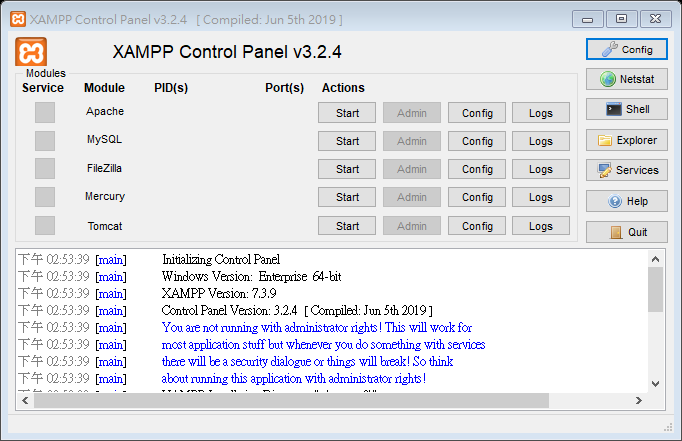 XAMPP Control Panel v3.2.4 [ Compiled: Jun 5th 2019 ]
XAMPP Control Panel v3.2.4
Config
Modules
Service Module PID(s) Port(s) Actions
Netstat
Apache Start Admin Config Logs
Shell
MySQL Start Admin Config Logs
Explorer
FileZilla Start Admin Config Logs
Services
Mercury Start Admin Config Logs
Help
Tomcat Start Admin Config Logs
Quit
下午 02:53:39 [main] Initializing Control Panel
下午 02:53:39 [main] Windows Version: Enterprise 64-bit
下午 02:53:39 [main] XAMPP Version: 7.3.9
下午 02:53:39 [main] Control Panel Version: 3.2.4 [ Compiled: Jun 5th 2019 ]
下午 02:53:39 [main] You are not running with administrator rights! This will work for
下午 02:53:39 [main] most application stuff but whenever you do something with services
下午 02:53:39 [main] there will be a security dialogue or things will break! So think
下午 02:53:39 [main] about running this application with administrator rights!